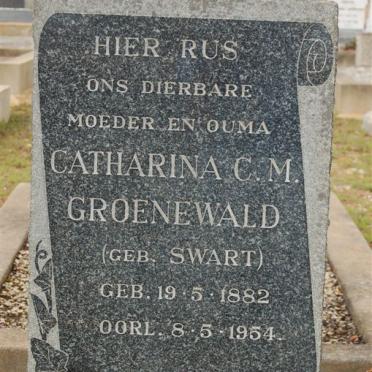 HIER RUS
ONS DIERBARE
MOEDER EN OUMA
CATHARINA C. M.
GROENEWALD
(GEB. SWART)
GEB. 19·5·1882
OORL. 8·5·1954.